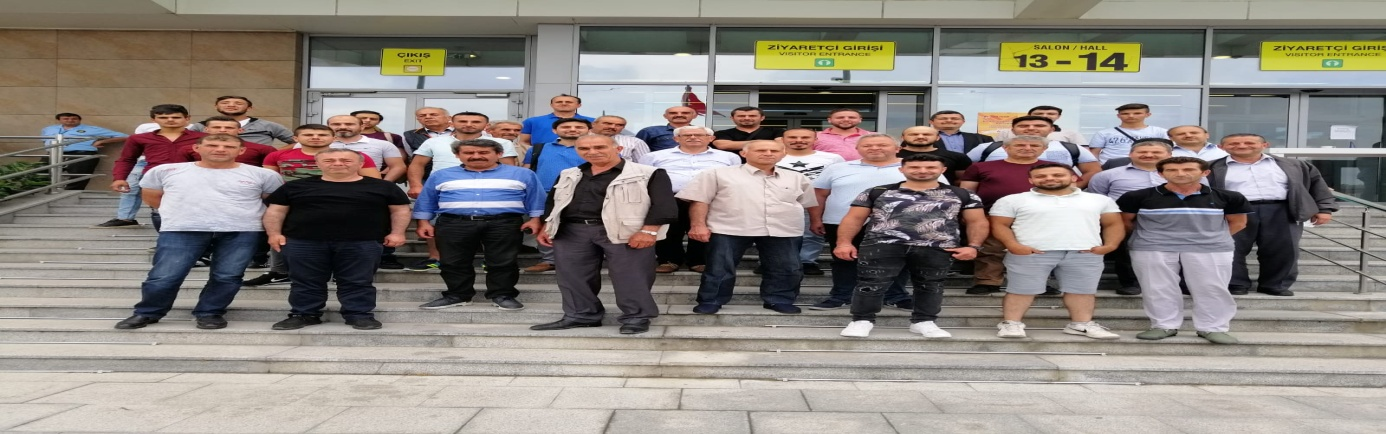 ÇIKIŞ
EXIT
ZİYARETÇİ GİRİŞİ
VISITOR ENTRANCE
SALON / HALL
13 - 14
ZİYARETÇİ GİRİŞİ
VISITOR ENTRANCE